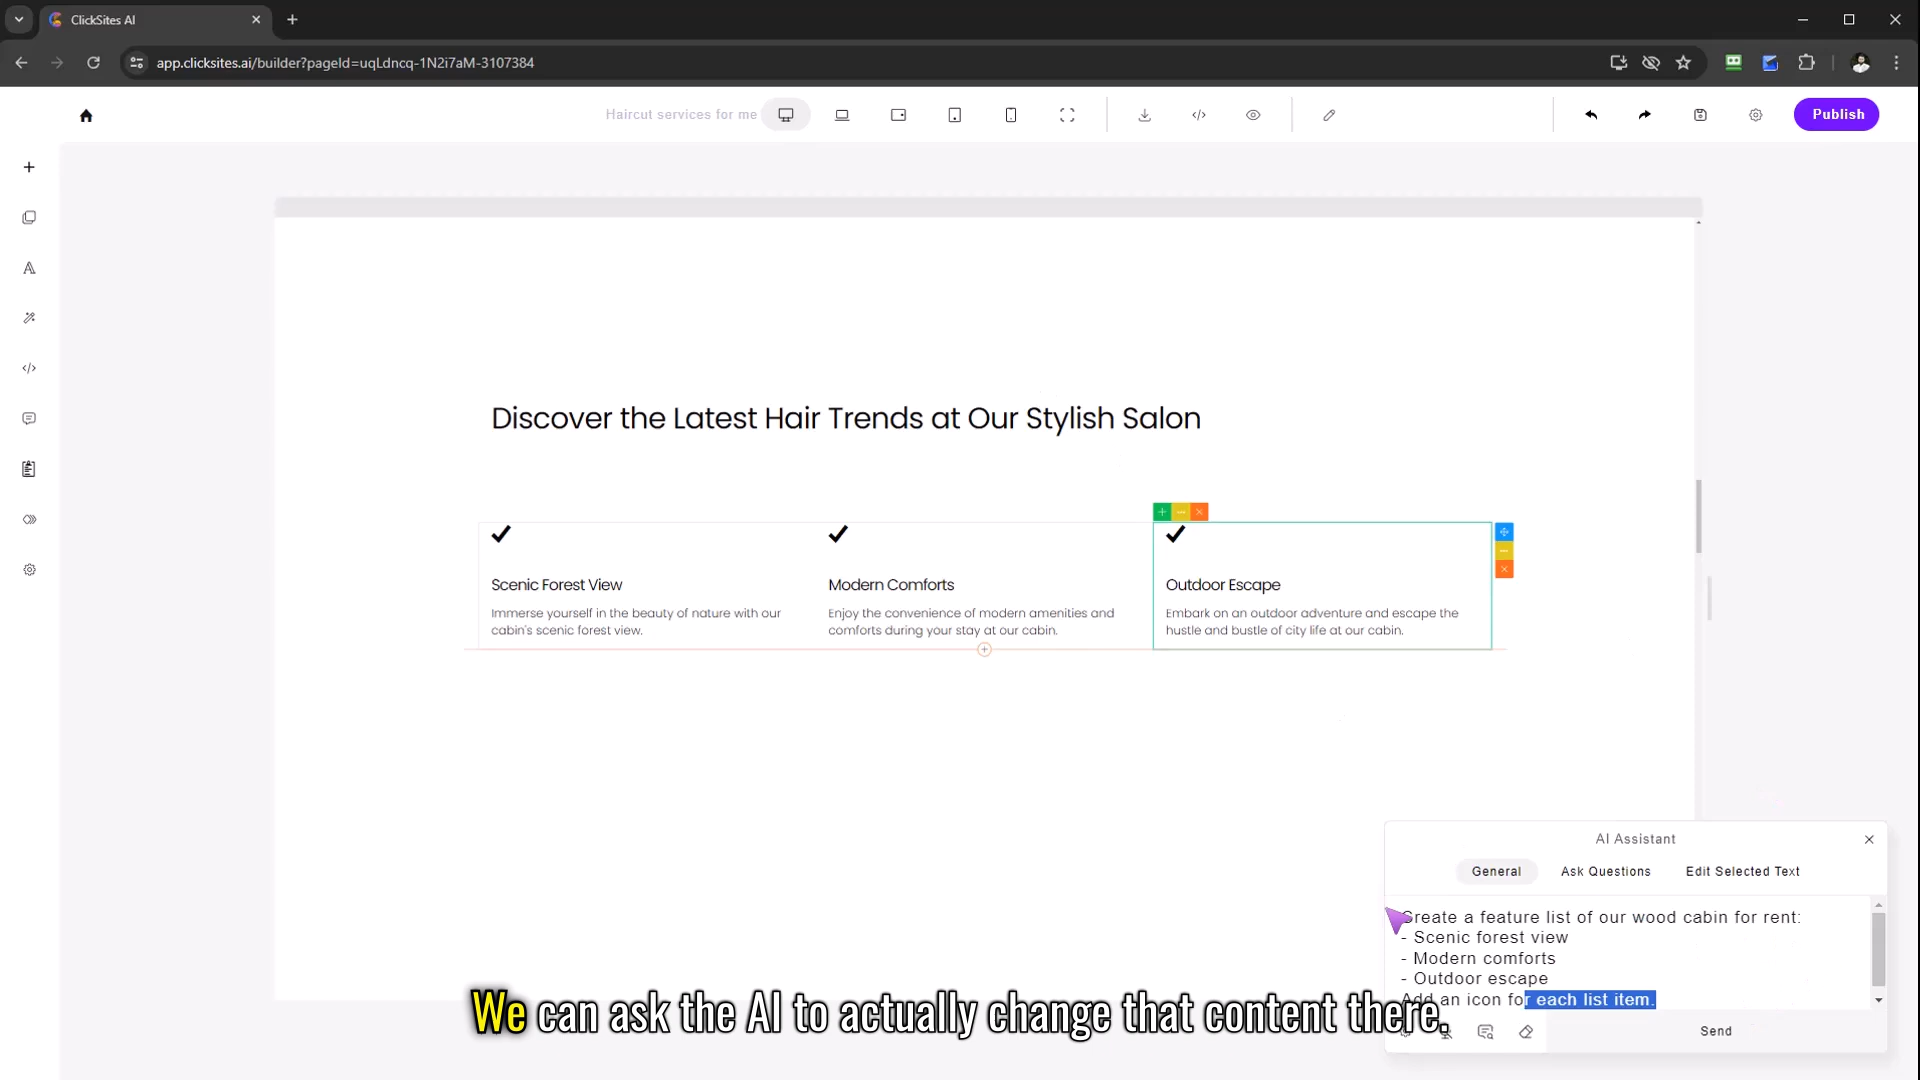 ClickSites AI
app.clicksites.ai/builder?pageId=uqLdncq-1N2i7aM-3107384
Haircut services for me
Publish
Discover the Latest Hair Trends at Our Stylish Salon
Scenic Forest View
Immerse yourself in the beauty of nature with our
cabin's scenic forest view.
Modern Comforts
Enjoy the convenience of modern amenities and
comforts during your stay at our cabin.
Outdoor Escape
Embark on an outdoor adventure and escape the
hustle and bustle of city life at our cabin.
AI Assistant
General
Ask Questions
Edit Selected Text
Create a feature list of our wood cabin for rent:
- Scenic forest view
- Modern comforts
- Outdoor escape
Add an icon for each list item.
Send
We can ask the AI to actually change that content there.